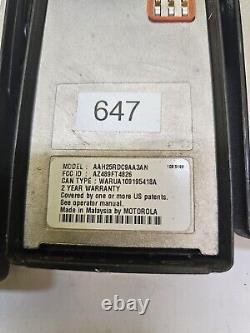 647
MODEL : AAH25RDC9AA3AN
FCC ID : AZ489FT4826
CAN TYPE : WARUA109195418A
2 YEAR WARRANTY
Covered by one or more US patents.
See operator manual.
Made in Malaysia by MOTOROLA